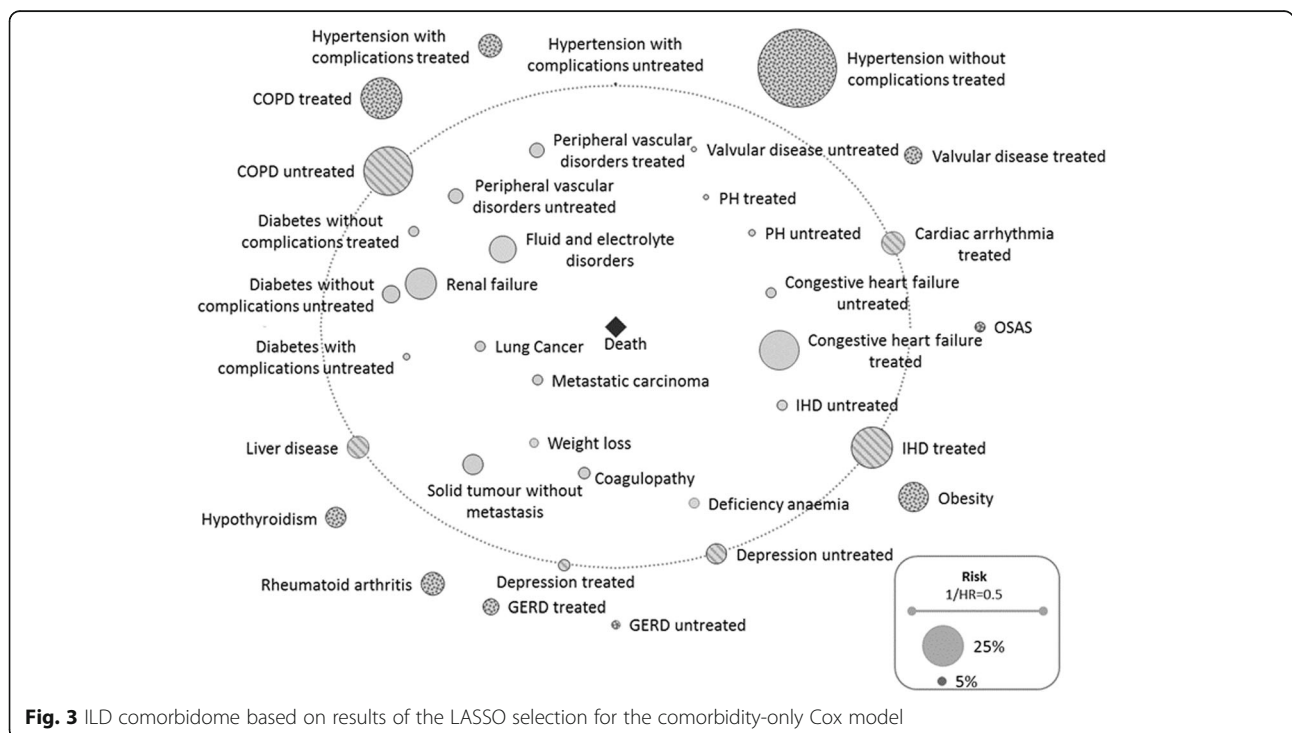 Hypertension with
complications treated
Hypertension with
complications untreated
Hypertension without
complications treated
COPD treated
Peripheral vascular
disorders treated
Valvular disease untreated
Valvular disease treated
COPD untreated
Peripheral vascular
disorders untreated
PH treated
Diabetes without
complications treated
Fluid and electrolyte
disorders
PH untreated
Cardiac arrhythmia
treated
Diabetes without
complications untreated
Renal failure
Congestive heart failure
untreated
OSAS
Diabetes with
complications untreated
Lung Cancer
Death
Congestive heart failure
treated
Metastatic carcinoma
IHD untreated
Liver disease
Weight loss
IHD treated
Solid tumour without
metastasis
Coagulopathy
Deficiency anaemia
Obesity
Hypothyroidism
Depression untreated
Rheumatoid arthritis
Depression treated
GERD treated
GERD untreated
Risk
1/HR=0.5
25%
5%
Fig. 3 ILD comorbidome based on results of the LASSO selection for the comorbidity-only Cox model